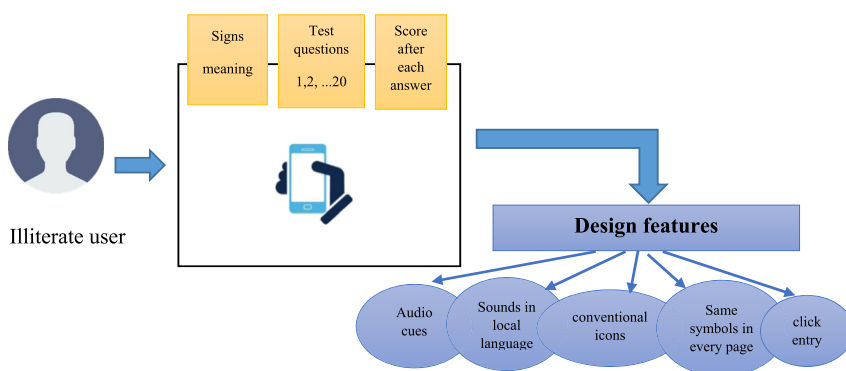 Signs
meaning
Test
questions
1,2, ...20
Score
after
each
answer
Illiterate user
Design features
Audio
cues
Sounds in
local
language
conventional
icons
Same
symbols in
every page
click
entry